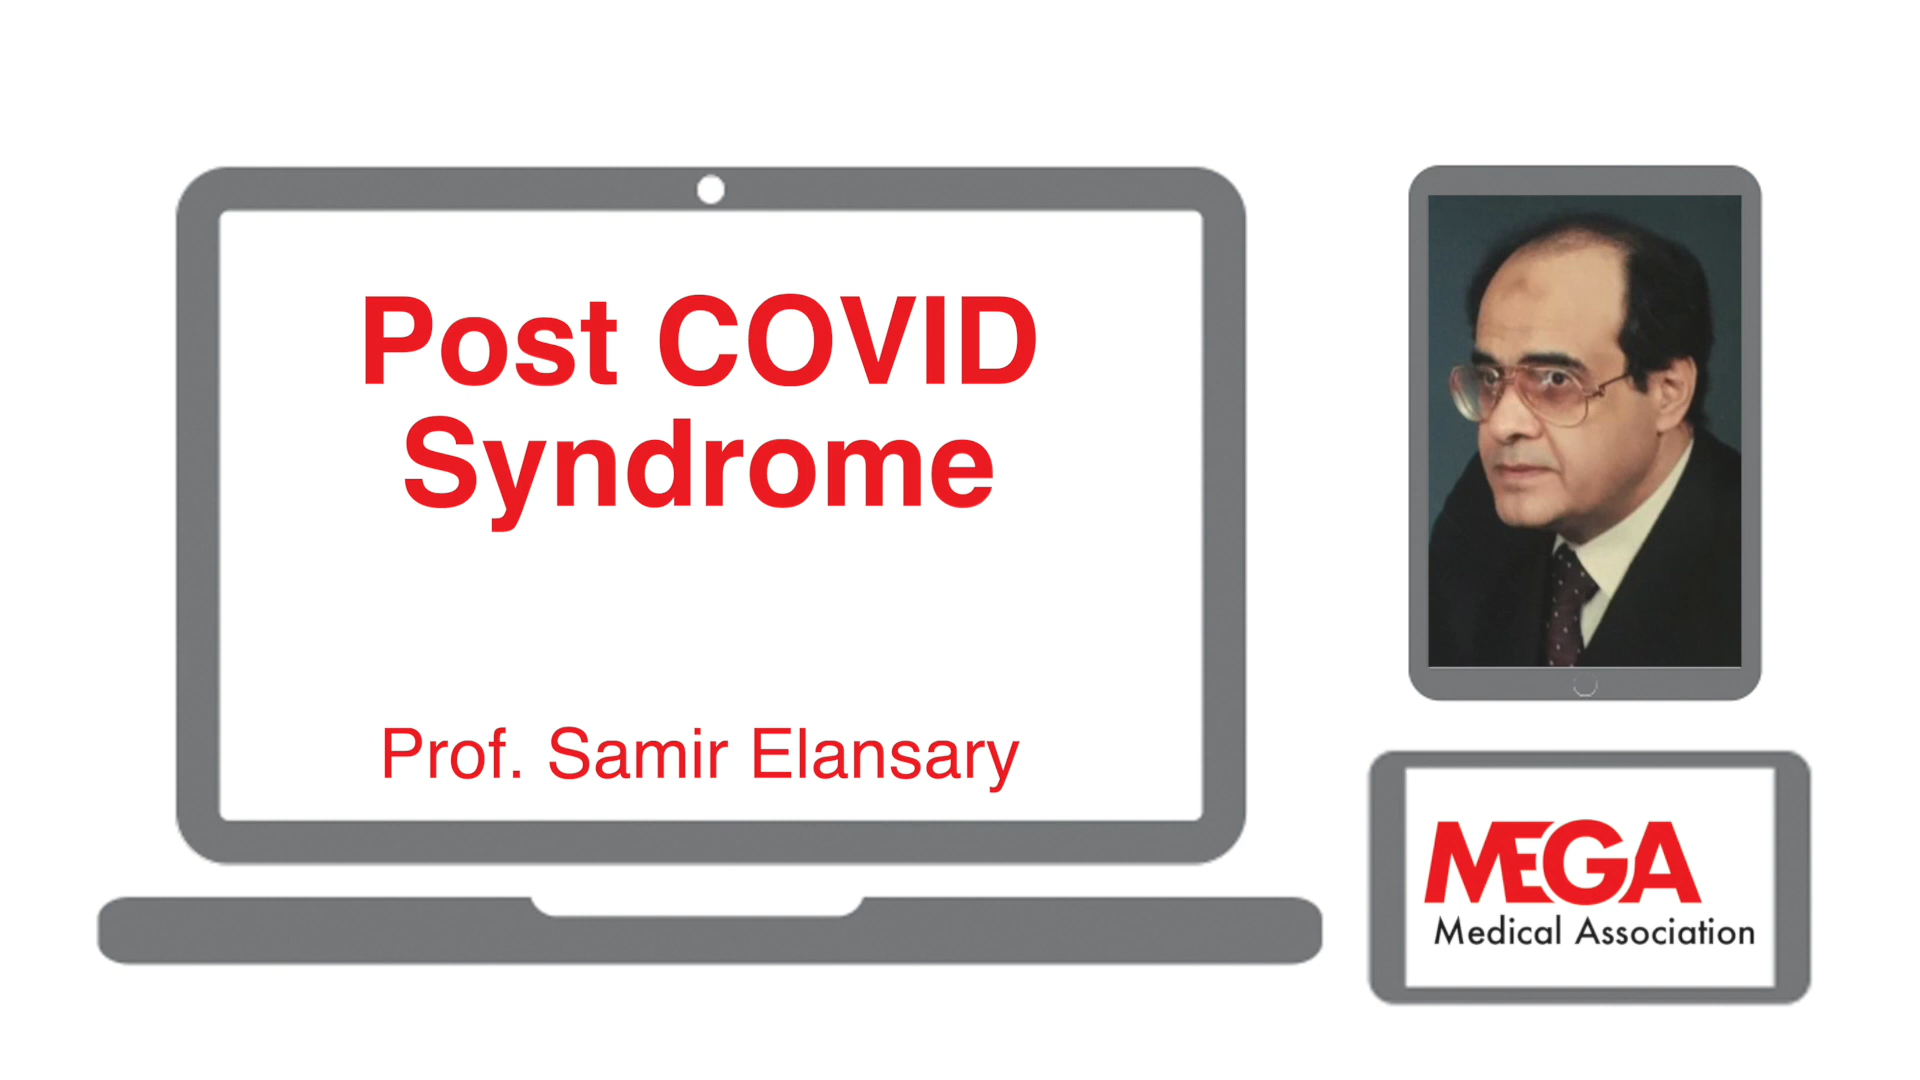 Post COVID
Syndrome
Prof. Samir Elansary
MEGA
Medical Association